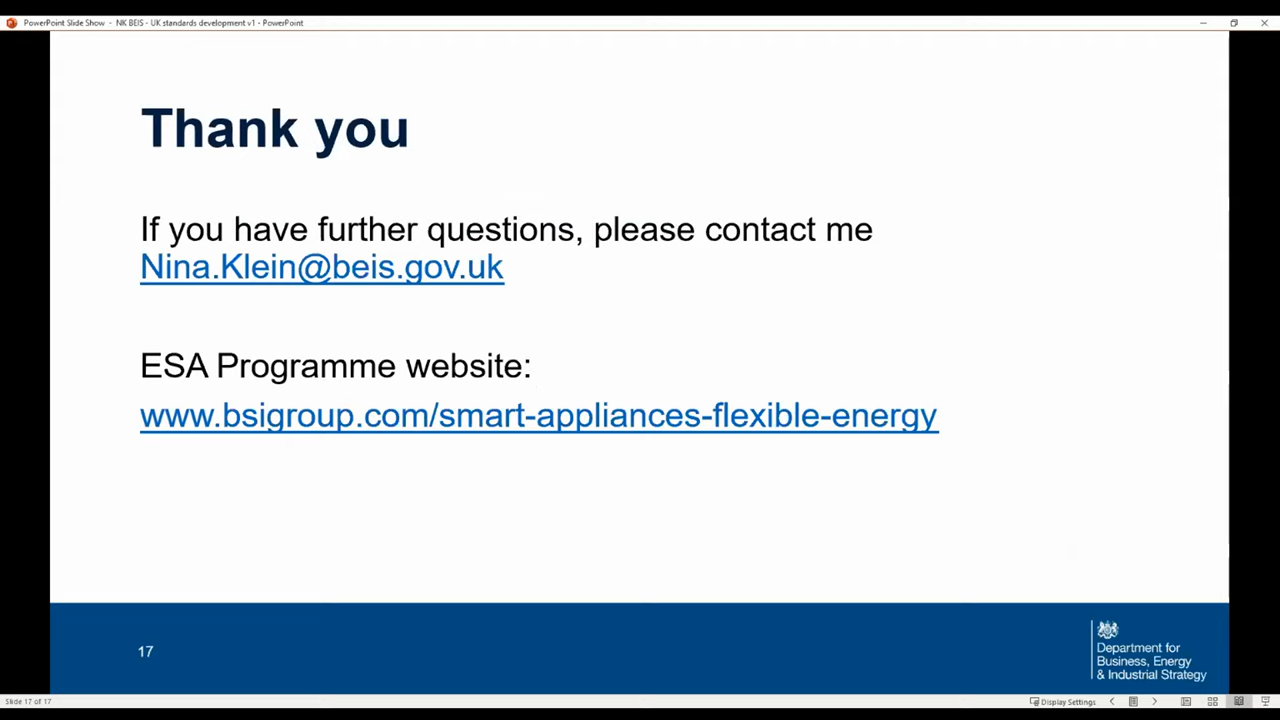 PowerPoint Slide Show - NK BEIS - UK standards development v1 - PowerPoint
Thank you
If you have further questions, please contact me
Nina.Klein@beis.gov.uk
ESA Programme website:
www.bsigroup.com/smart-appliances-flexible-energy
17
Department for
Business, Energy
& Industrial Strategy
Slide 17 of 17
Display Settings